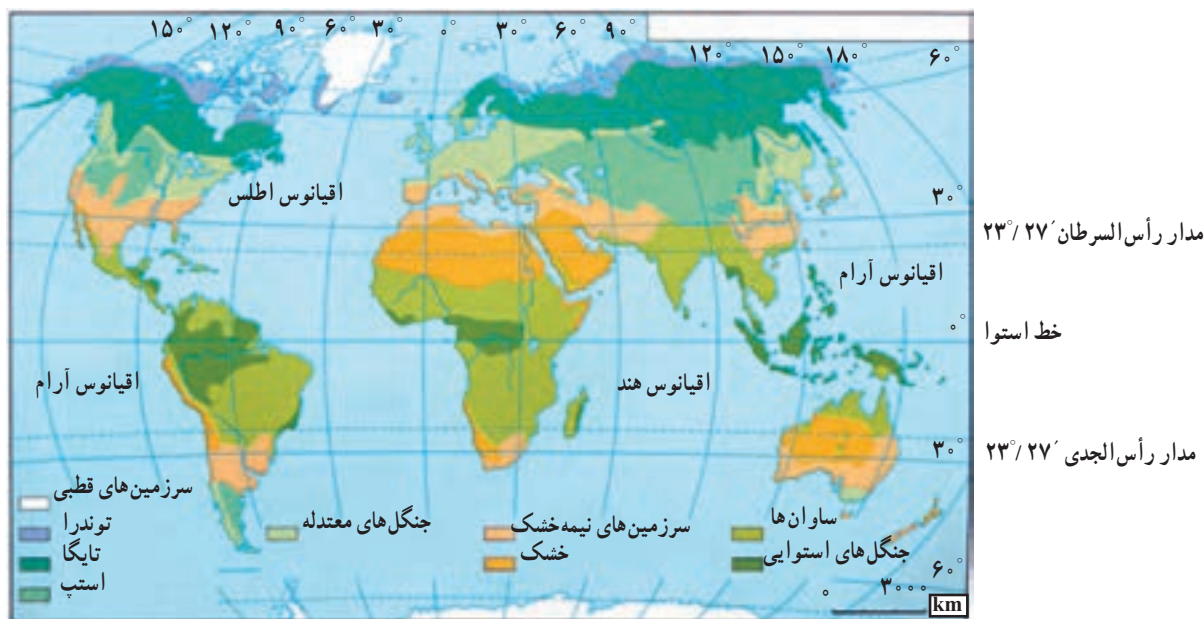 ۱۵۰° ۱۲۰° ۹۰° ۶۰° ۳۰° ۰° ۳۰° ۶۰° ۹۰°
۱۲۰° ۱۵۰° ۱۸۰° ۶۰°
اقیانوس اطلس
۳۰°
مدار رأس‌السرطان ۲۷´ / ۲۳°
اقیانوس آرام
۰°
خط استوا
اقیانوس آرام
اقیانوس هند
۳۰°
مدار رأس‌الجدی ۲۷´ / ۲۳°
سرزمین‌های قطبی
توندرا
تایگا
استپ
جنگل‌های معتدله
سرزمین‌های نیمه‌خشک
خشک
ساوان‌ها
جنگل‌های استوایی
۶۰°
۰ ۳۰۰۰
km